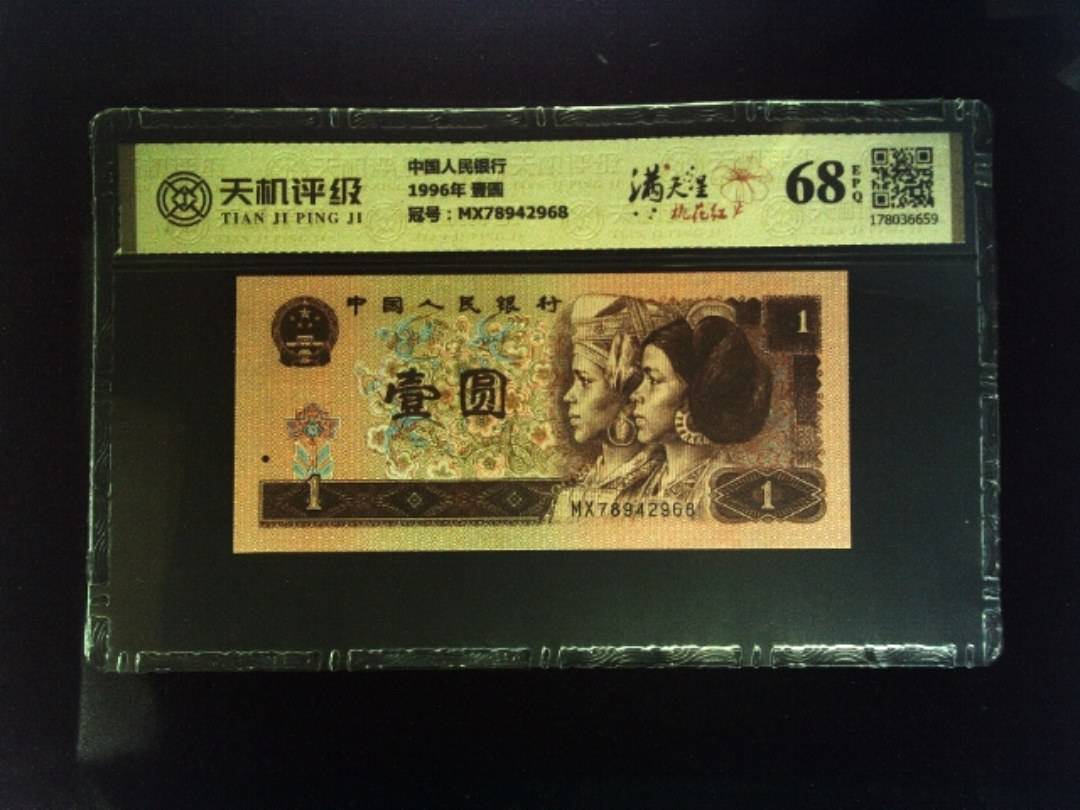 天机评级
TIAN JI PING JI
中国人民银行
1996年 壹圆
冠号：MX78942968
满天星
桃花红
68
EPQ
178036659
中国人民银行
壹圆
1
1
1
MX78942968